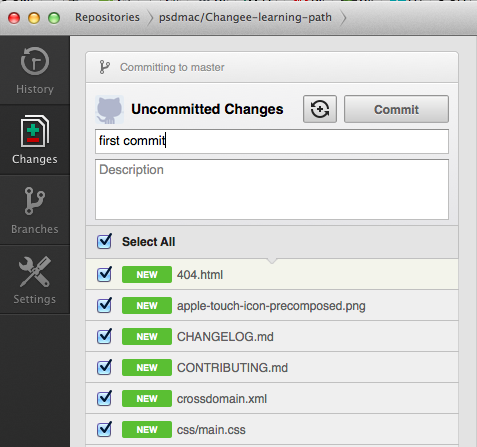 Repositories psdmac/Changee-learning-path
History
Changes
Branches
Settings
Committing to master
Uncommitted Changes Commit
first commit
Description
Select All
NEW 404.html
NEW apple-touch-icon-precomposed.png
NEW CHANGELOG.md
NEW CONTRIBUTING.md
NEW crossdomain.xml
NEW css/main.css